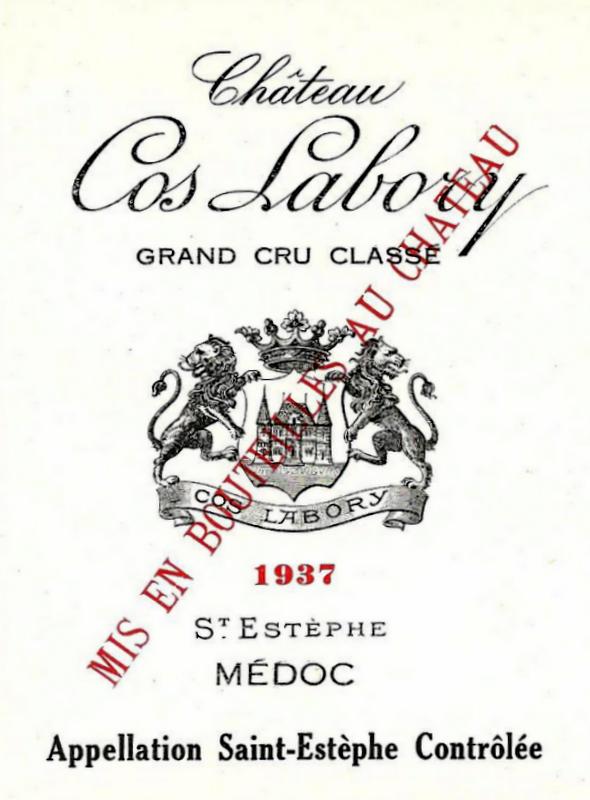 Château
Cos Labory
GRAND CRU CLASSÉ
COS LABORY
MIS EN BOUTEILLES AU CHATEAU
1937
ST ESTÈPHE
MÉDOC
Appellation Saint-Estèphe Contrôlée